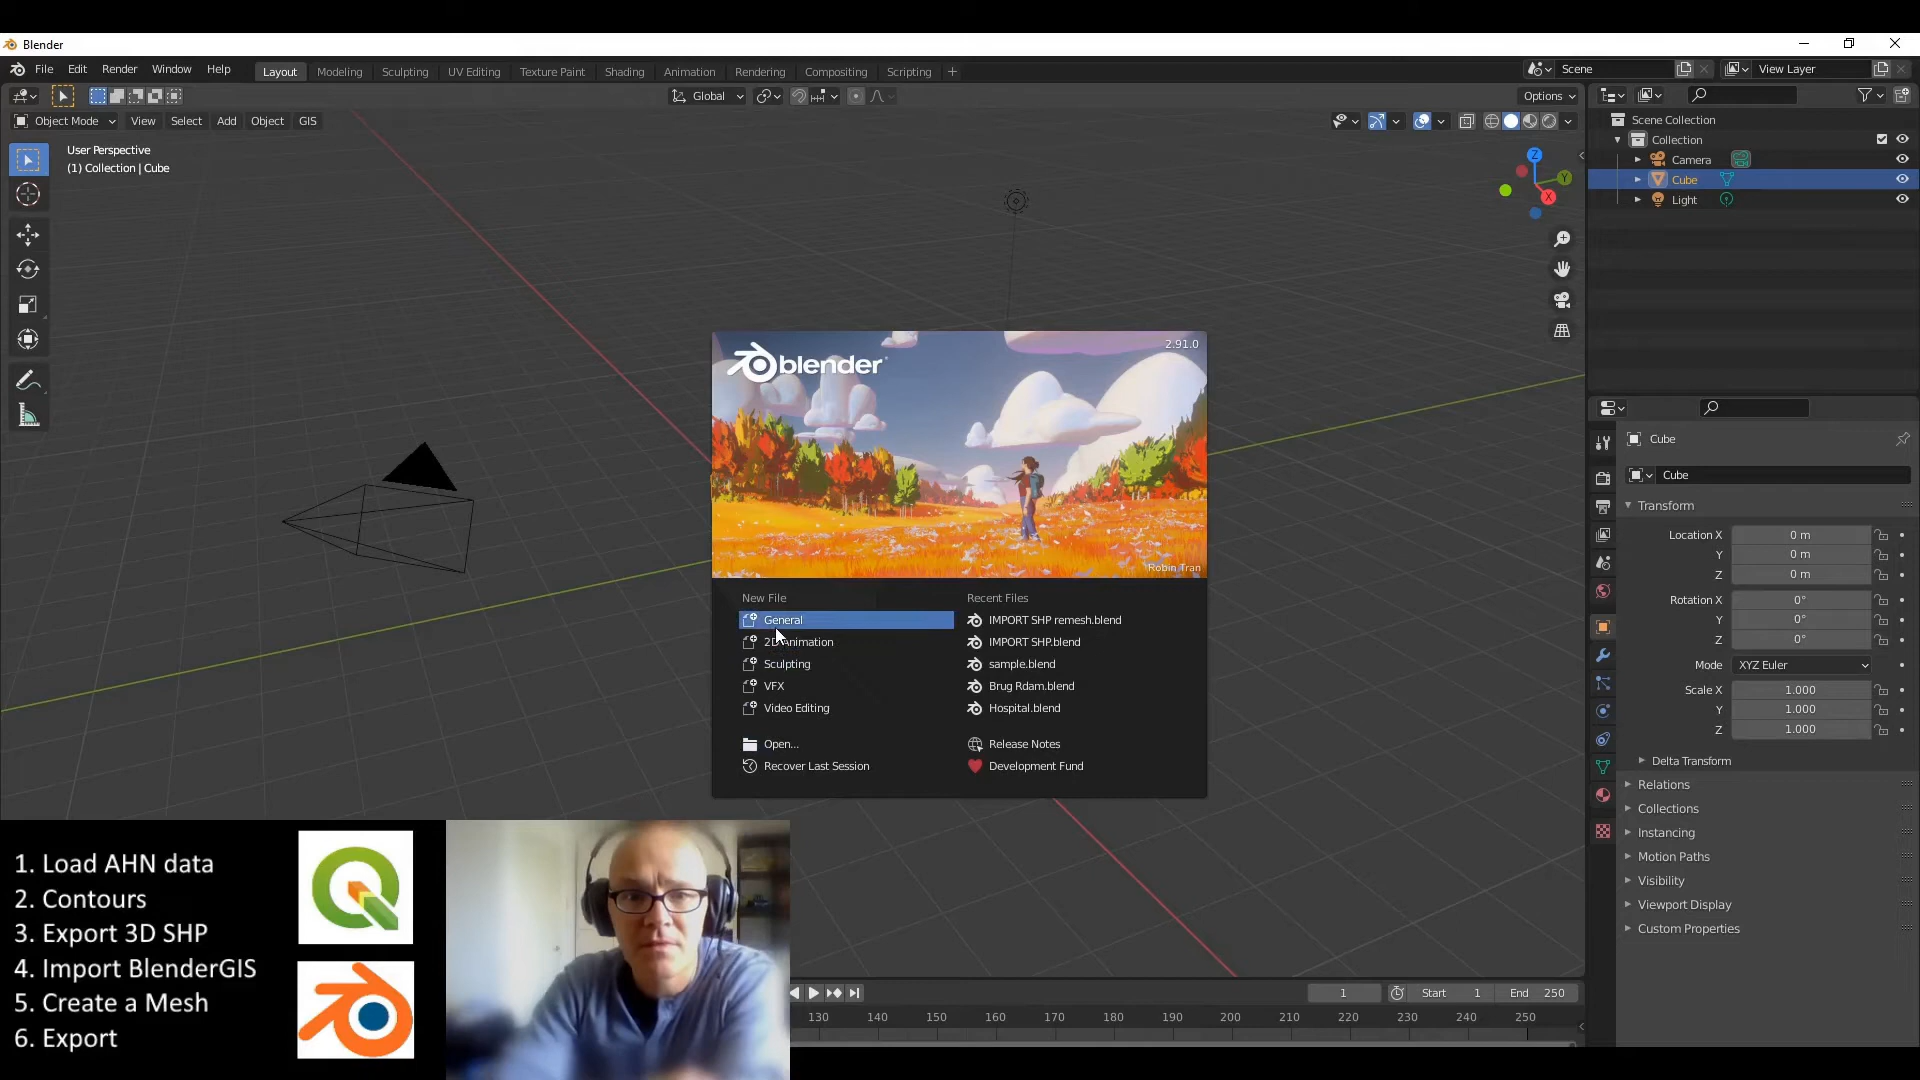 Blender
File Edit Render Window Help
Layout Modeling Sculpting UV Editing Texture Paint Shading Animation Rendering Compositing Scripting +
Scene
View Layer
Global
Options
Object Mode View Select Add Object GIS
User Perspective
(1) Collection | Cube
Z
Y
X
Scene Collection
Collection
Camera
Cube
Light
blender
2.91.0
Robin Tran
New File
General
2D Animation
Sculpting
VFX
Video Editing
Open...
Recover Last Session
Recent Files
IMPORT SHP remesh.blend
IMPORT SHP.blend
sample.blend
Brug Rdam.blend
Hospital.blend
Release Notes
Development Fund
Cube
Cube
Transform
Location X 0 m
Y 0 m
Z 0 m
Rotation X 0°
Y 0°
Z 0°
Mode XYZ Euler
Scale X 1.000
Y 1.000
Z 1.000
Delta Transform
Relations
Collections
Instancing
Motion Paths
Visibility
Viewport Display
Custom Properties
1. Load AHN data
2. Contours
3. Export 3D SHP
4. Import BlenderGIS
5. Create a Mesh
6. Export
1 Start 1 End 250
130 140 150 160 170 180 190 200 210 220 230 240 250